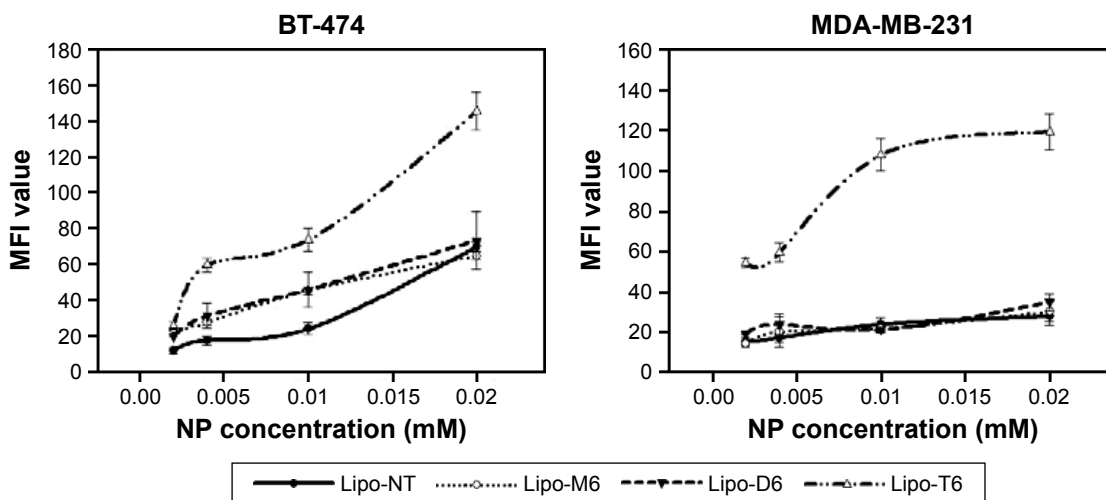 BT-474
MFI value
180
160
140
120
100
80
60
40
20
0
0.00 0.005 0.01 0.015 0.02
NP concentration (mM)
MDA-MB-231
MFI value
160
140
120
100
80
60
40
20
0
0.00 0.005 0.01 0.015 0.02
NP concentration (mM)
Lipo-NT Lipo-M6 Lipo-D6 Lipo-T6